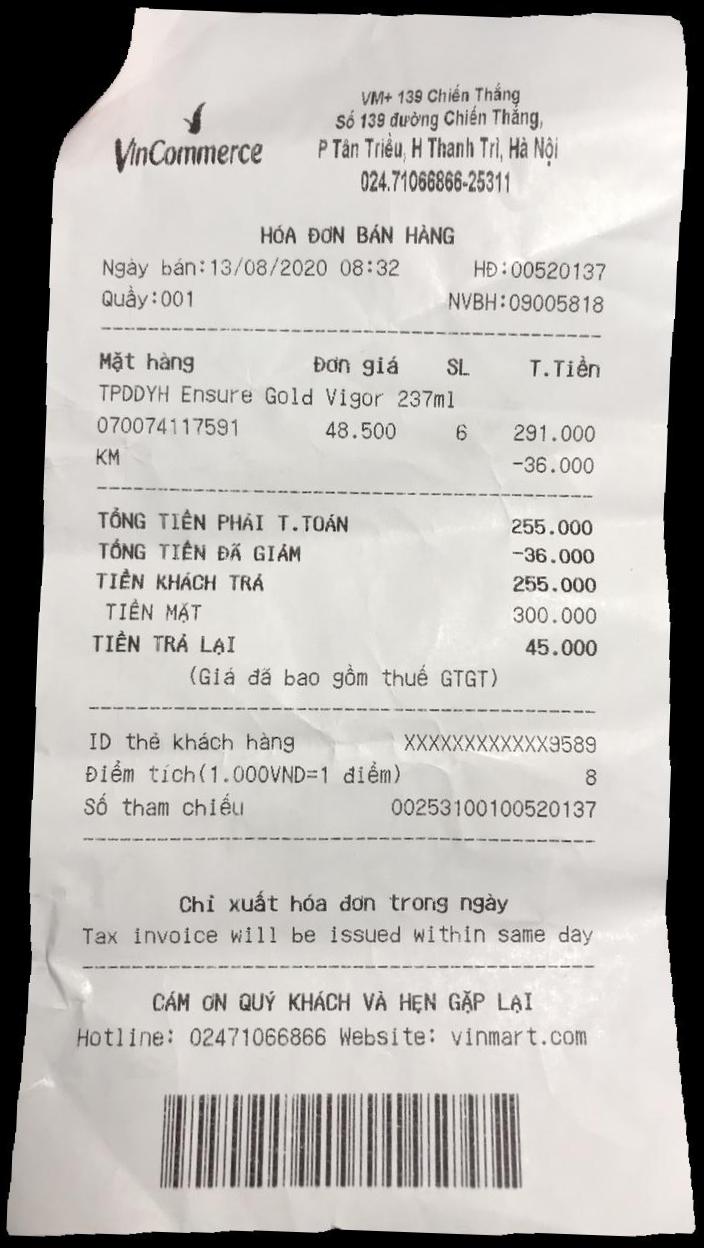 VinCommerce
VM+ 139 Chiến Thắng
Số 139 đường Chiến Thắng,
P Tân Triều, H Thanh Trì, Hà Nội
024.71066866-25311
HÓA ĐƠN BÁN HÀNG
Ngày bán:13/08/2020 08:32 HĐ:00520137
Quầy:001 NVBH:09005818
Mặt hàng Đơn giá SL T.Tiền
TPDDYH Ensure Gold Vigor 237ml
070074117591 48.500 6 291.000
KM -36.000
TỔNG TIỀN PHẢI T.TOÁN 255.000
TỔNG TIỀN ĐÃ GIẢM -36.000
TIỀN KHÁCH TRẢ 255.000
TIỀN MẶT 300.000
TIỀN TRẢ LẠI 45.000
(Giá đã bao gồm thuế GTGT)
ID thẻ khách hàng XXXXXXXXXXXX9589
Điểm tích(1.000VND=1 điểm) 8
Số tham chiếu 00253100100520137
Chỉ xuất hóa đơn trong ngày
Tax invoice will be issued within same day
CẢM ƠN QUÝ KHÁCH VÀ HẸN GẶP LẠI
Hotline: 02471066866 Website: vinmart.com